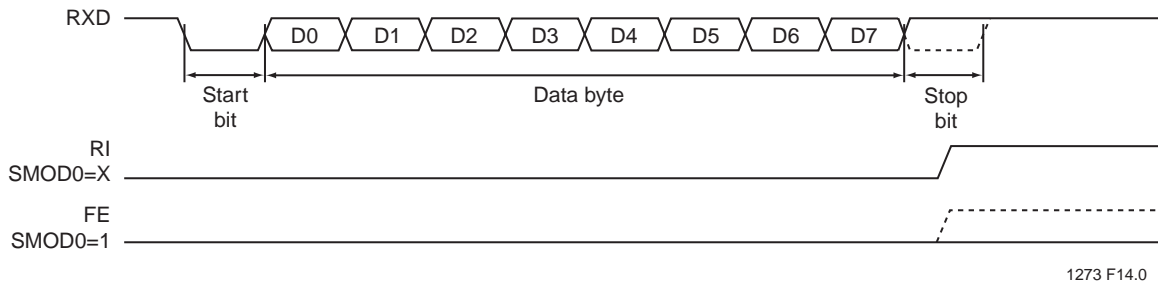 RXD
D0 D1 D2 D3 D4 D5 D6 D7
Start
bit
Data byte
Stop
bit
RI
SMOD0=X
FE
SMOD0=1
1273 F14.0